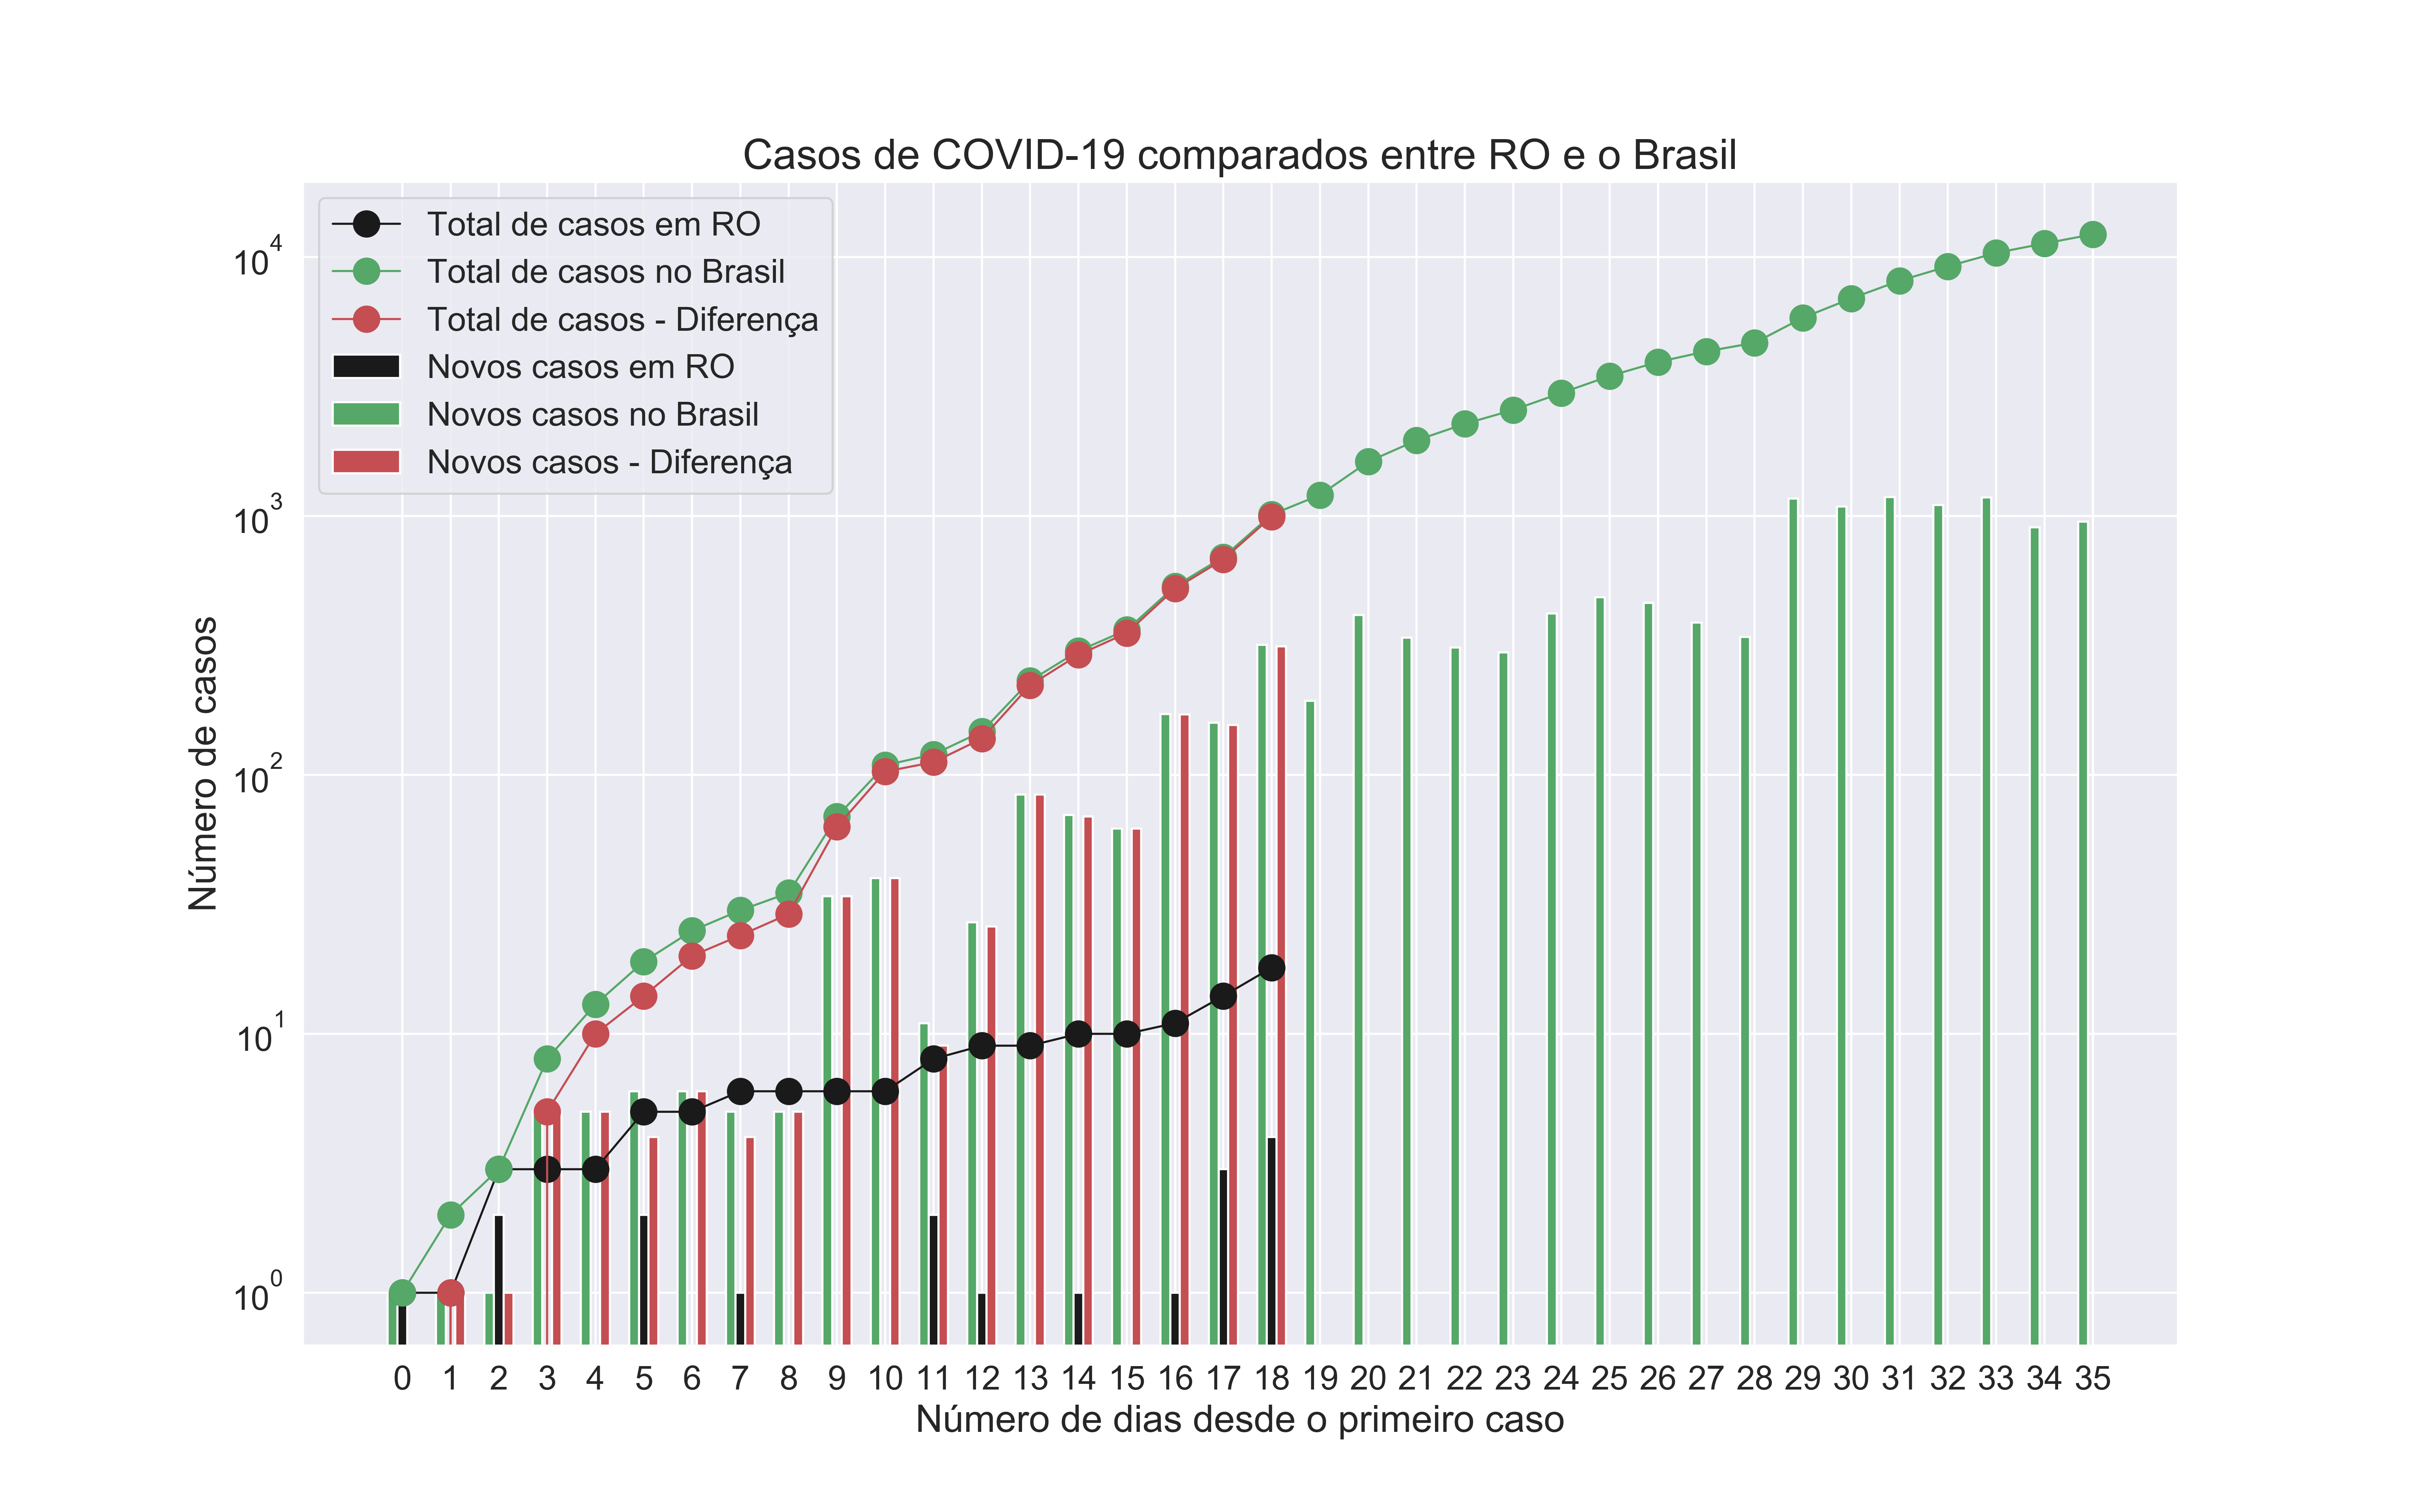 Casos de COVID-19 comparados entre RO e o Brasil
Total de casos em RO
Total de casos no Brasil
Total de casos - Diferença
Novos casos em RO
Novos casos no Brasil
Novos casos - Diferença
Número de casos
10^4
10^3
10^2
10^1
10^0
0 1 2 3 4 5 6 7 8 9 10 11 12 13 14 15 16 17 18 19 20 21 22 23 24 25 26 27 28 29 30 31 32 33 34 35
Número de dias desde o primeiro caso